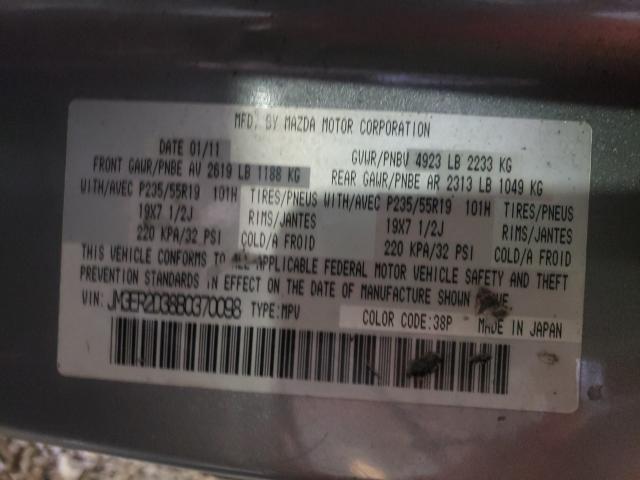 MFD. BY MAZDA MOTOR CORPORATION
DATE 01/11 GVWR/PNBV 4923 LB 2233 KG
FRONT GAWR/PNBE AV 2619 LB 1188 KG REAR GAWR/PNBE AR 2313 LB 1049 KG
WITH/AVEC P235/55R19 101H TIRES/PNEUS WITH/AVEC P235/55R19 101H TIRES/PNEUS
19X7 1/2J RIMS/JANTES 19X7 1/2J RIMS/JANTES
220 KPA/32 PSI COLD/A FROID 220 KPA/32 PSI COLD/A FROID
THIS VEHICLE CONFORMS TO ALL APPLICABLE FEDERAL MOTOR VEHICLE SAFETY AND THEFT
PREVENTION STANDARDS IN EFFECT ON THE DATE OF MANUFACTURE SHOWN ABOVE.
VIN: TYPE:MPV COLOR CODE:38P MADE IN JAPAN